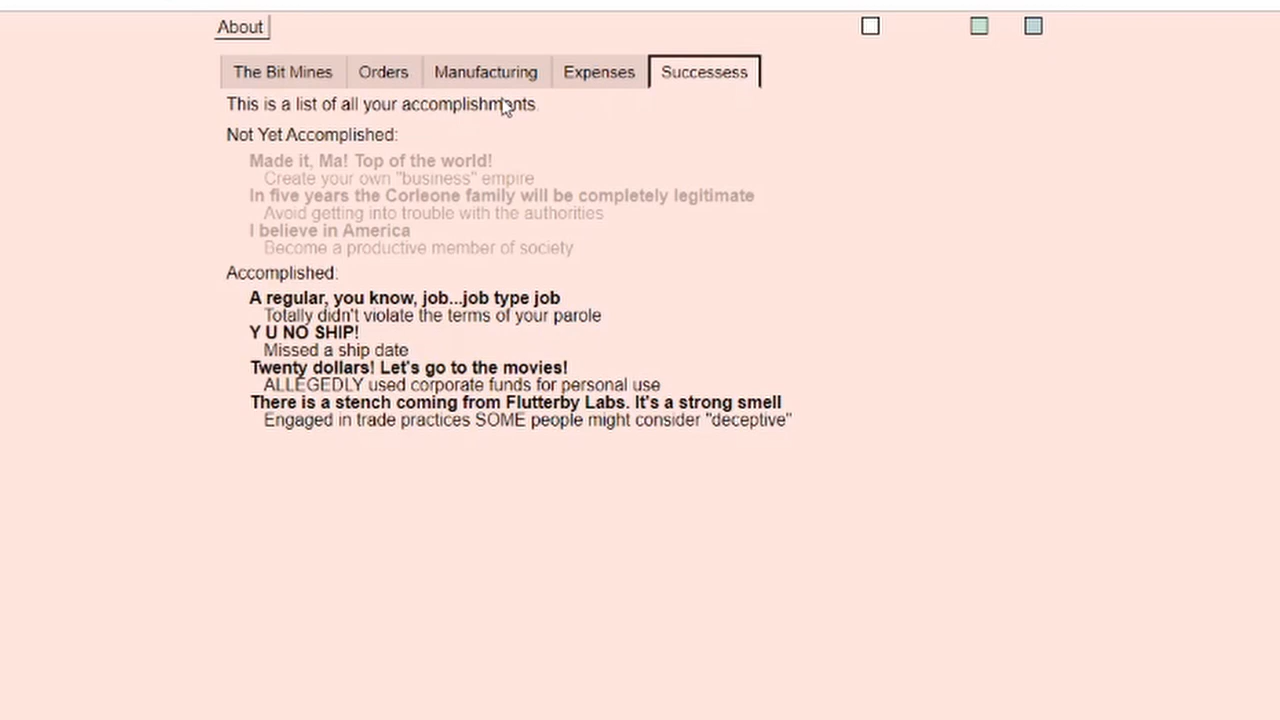 About
The Bit Mines Orders Manufacturing Expenses Successess
This is a list of all your accomplishments.
Not Yet Accomplished:
Made it, Ma! Top of the world!
Create your own "business" empire
In five years the Corleone family will be completely legitimate
Avoid getting into trouble with the authorities
I believe in America
Become a productive member of society
Accomplished:
A regular, you know, job...job type job
Totally didn't violate the terms of your parole
Y U NO SHIP!
Missed a ship date
Twenty dollars! Let's go to the movies!
ALLEGEDLY used corporate funds for personal use
There is a stench coming from Flutterby Labs. It's a strong smell
Engaged in trade practices SOME people might consider "deceptive"